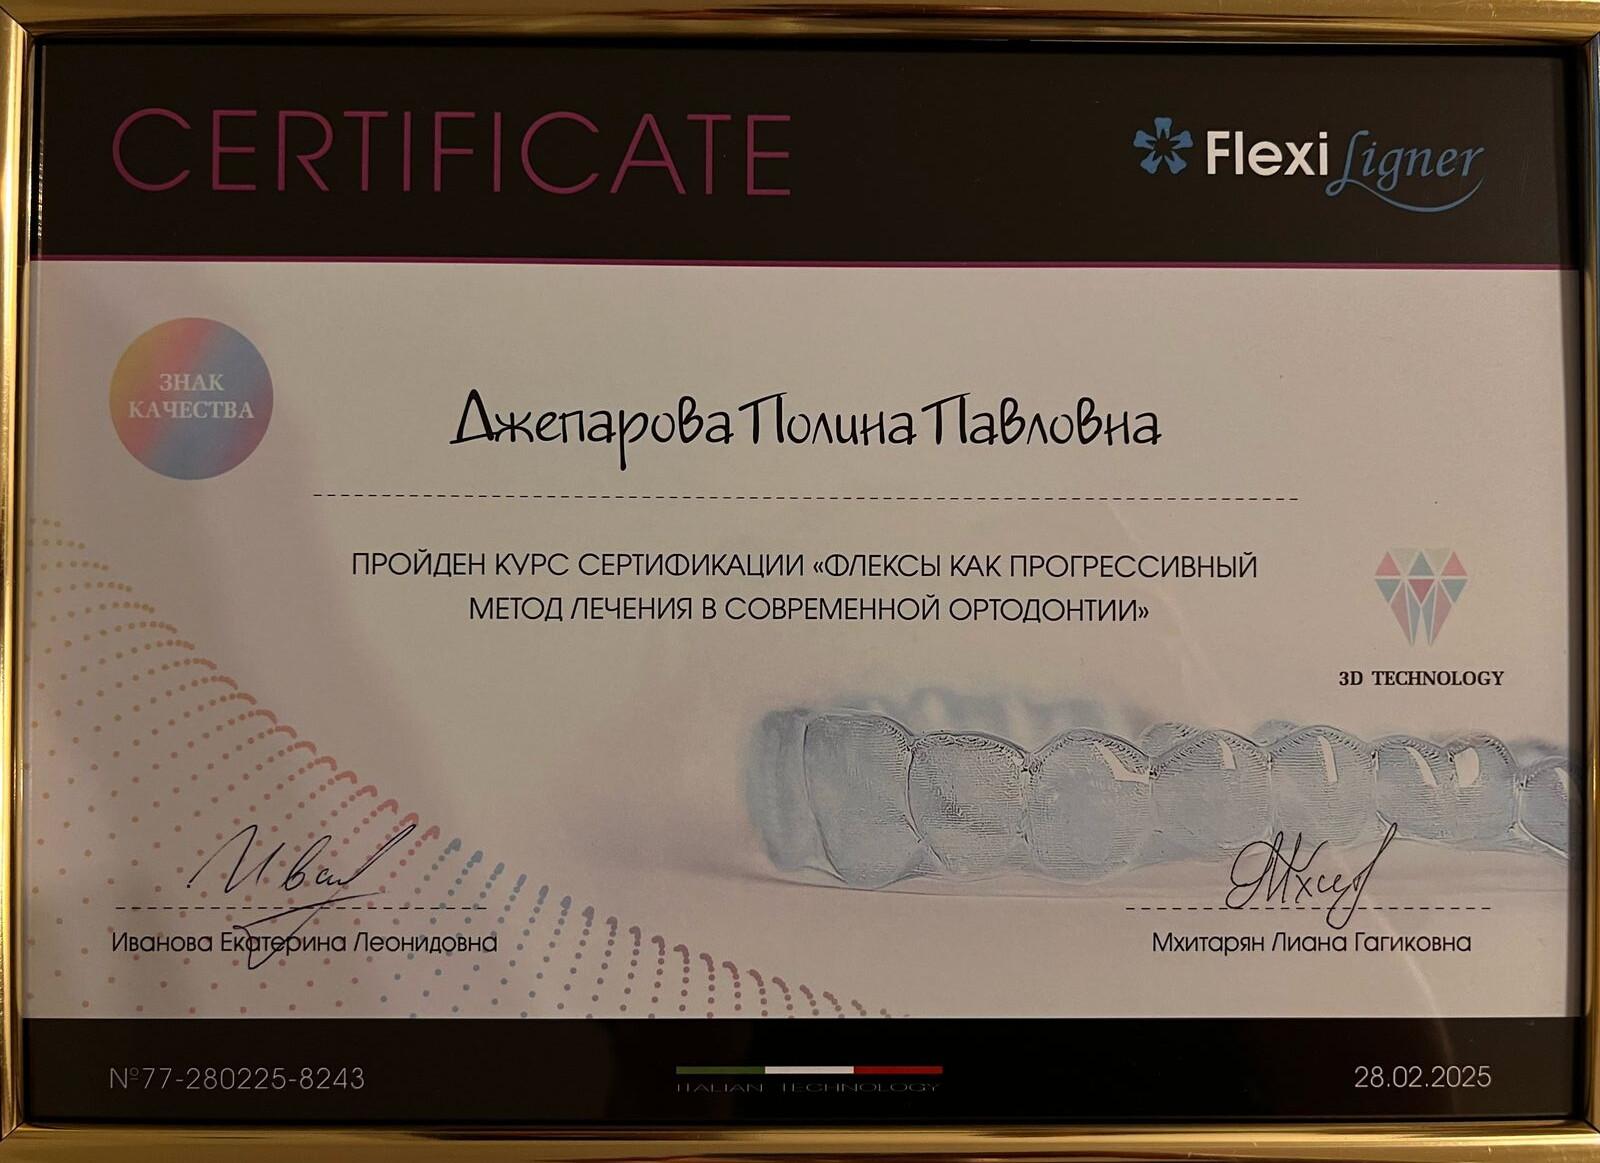 CERTIFICATE
Flexi Ligner
ЗНАК
КАЧЕСТВА
Джепарова Полина Павловна
ПРОЙДЕН КУРС СЕРТИФИКАЦИИ «ФЛЕКСЫ КАК ПРОГРЕССИВНЫЙ
МЕТОД ЛЕЧЕНИЯ В СОВРЕМЕННОЙ ОРТОДОНТИИ»
3D TECHNOLOGY
Иванова Екатерина Леонидовна
Мхитарян Лиана Гагиковна
№77-280225-8243
ITALIAN TECHNOLOGY
28.02.2025